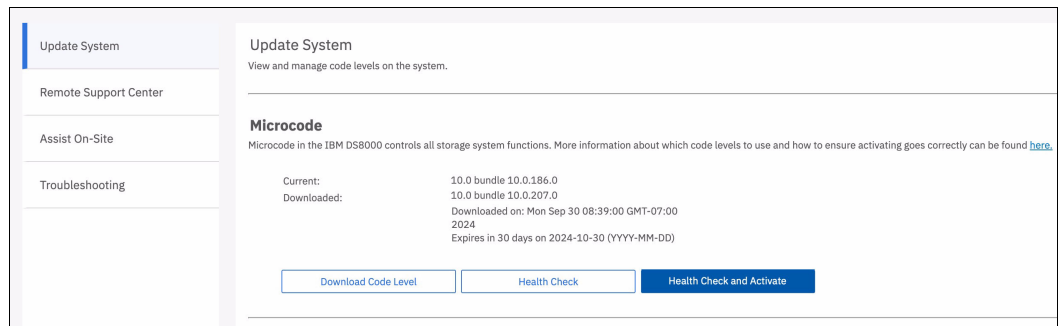 Update System
Remote Support Center
Assist On-Site
Troubleshooting
Update System
View and manage code levels on the system.
Microcode
Microcode in the IBM DS8000 controls all storage system functions. More information about which code levels to use and how to ensure activating goes correctly can be found here.
Current: 10.0 bundle 10.0.186.0
Downloaded: 10.0 bundle 10.0.207.0
Downloaded on: Mon Sep 30 08:39:00 GMT-07:00
2024
Expires in 30 days on 2024-10-30 (YYYY-MM-DD)
Download Code Level Health Check Health Check and Activate